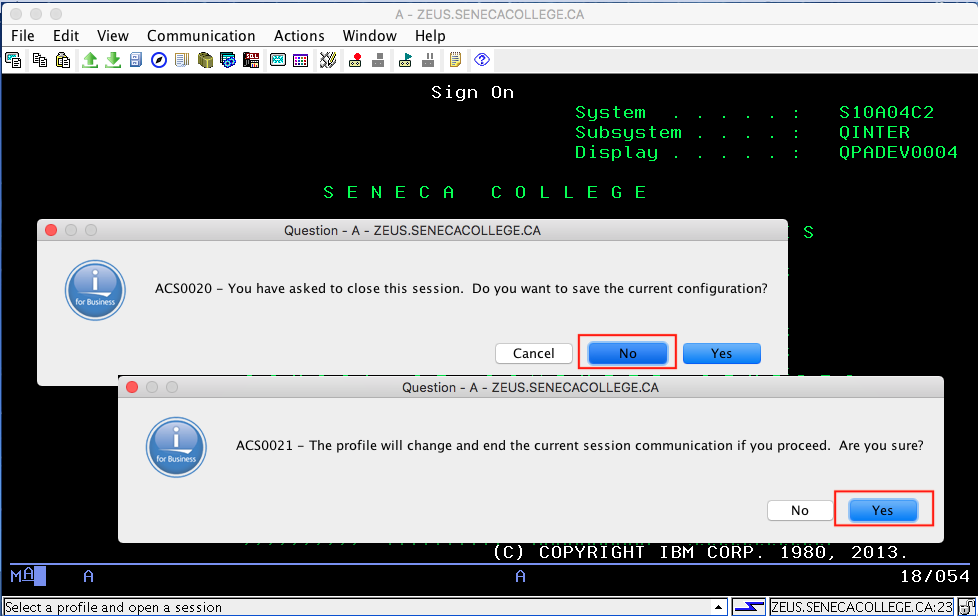 A - ZEUS.SENECACOLLEGE.CA
File Edit View Communication Actions Window Help
Sign On
System . . . . . : S10A04C2
Subsystem . . . . : QINTER
Display . . . . . : QPADEV0004
S E N E C A C O L L E G E
S
Question - A - ZEUS.SENECACOLLEGE.CA
i
for Business
ACS0020 - You have asked to close this session. Do you want to save the current configuration?
Cancel No Yes
Question - A - ZEUS.SENECACOLLEGE.CA
i
for Business
ACS0021 - The profile will change and end the current session communication if you proceed. Are you sure?
No Yes
(C) COPYRIGHT IBM CORP. 1980, 2013.
MA A A 18/054
Select a profile and open a session ZEUS.SENECACOLLEGE.CA:23